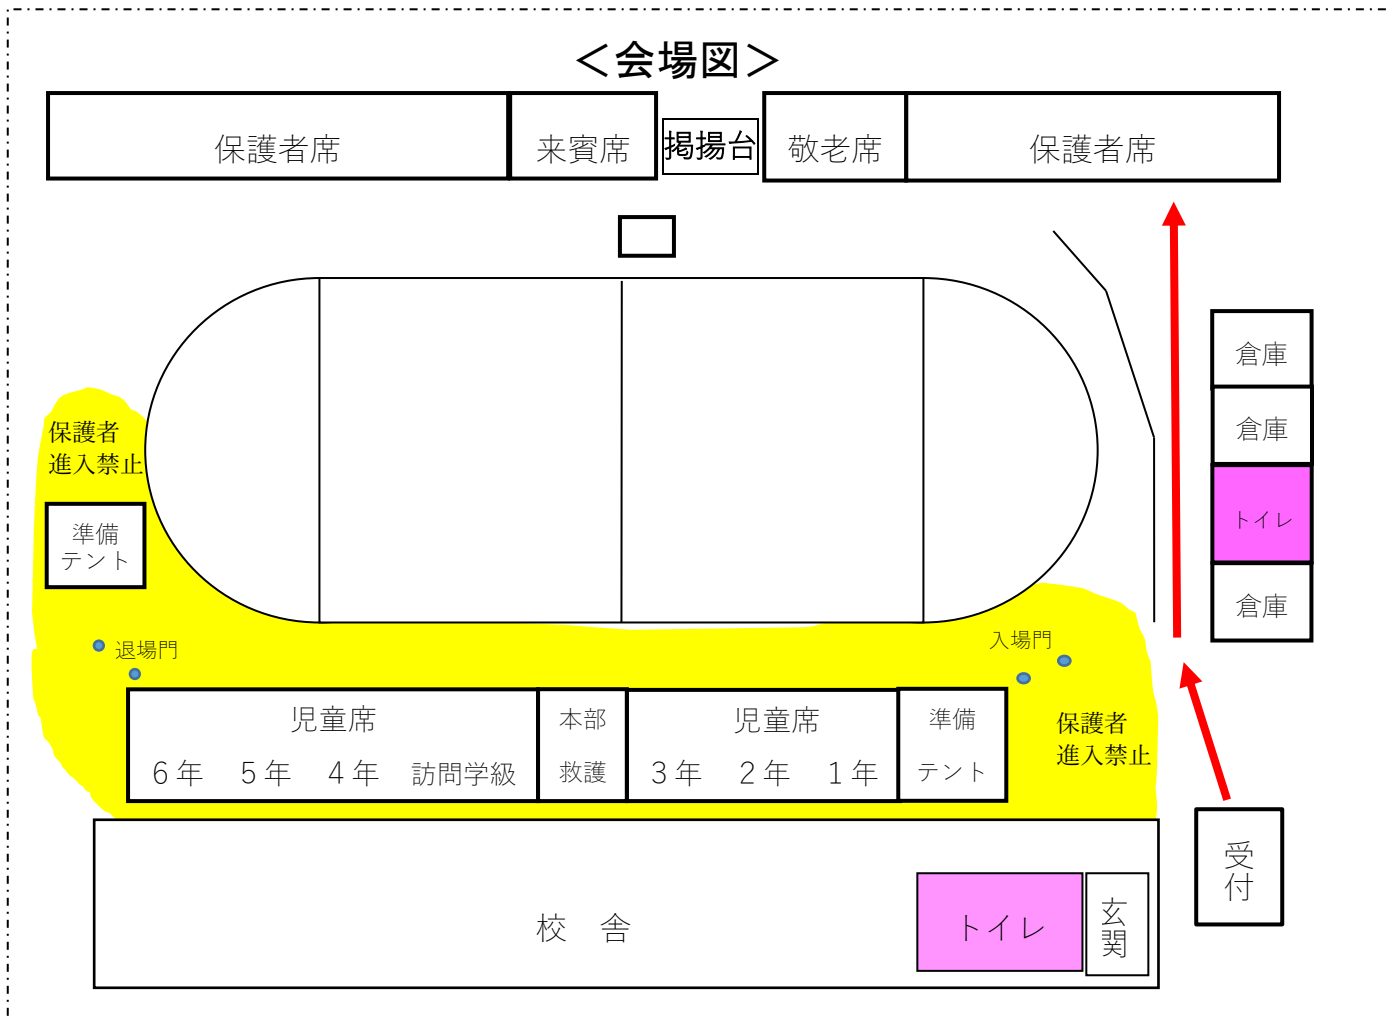 ＜会場図＞
保護者席
来賓席
掲揚台
敬老席
保護者席
倉庫
倉庫
トイレ
倉庫
保護者
進入禁止
準備
テント
退場門
入場門
児童席
６年　５年　４年　訪問学級
本部
救護
児童席
３年　２年　１年
準備
テント
保護者
進入禁止
受付
校　舎
トイレ
玄関